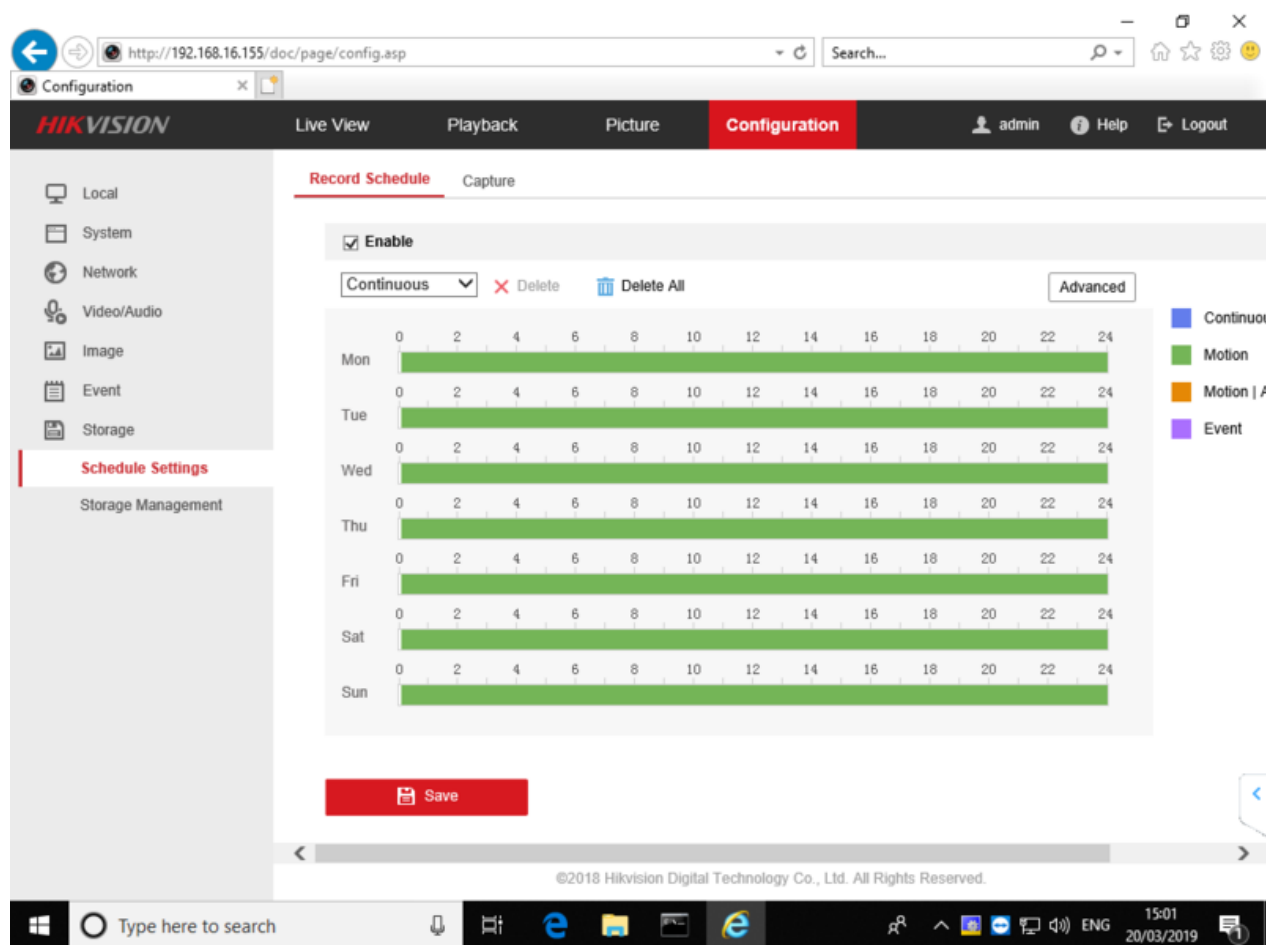 http://192.168.16.155/doc/page/config.asp
Search...
Configuration
HIKVISION
Live View
Playback
Picture
Configuration
admin
Help
Logout
Local
System
Network
Video/Audio
Image
Event
Storage
Schedule Settings
Storage Management
Record Schedule
Capture
Enable
Continuous
Delete
Delete All
Advanced
0 2 4 6 8 10 12 14 16 18 20 22 24
Mon
0 2 4 6 8 10 12 14 16 18 20 22 24
Tue
0 2 4 6 8 10 12 14 16 18 20 22 24
Wed
0 2 4 6 8 10 12 14 16 18 20 22 24
Thu
0 2 4 6 8 10 12 14 16 18 20 22 24
Fri
0 2 4 6 8 10 12 14 16 18 20 22 24
Sat
0 2 4 6 8 10 12 14 16 18 20 22 24
Sun
Continuou
Motion
Motion | A
Event
Save
©2018 Hikvision Digital Technology Co., Ltd. All Rights Reserved.
Type here to search
ENG
15:01
20/03/2019
1